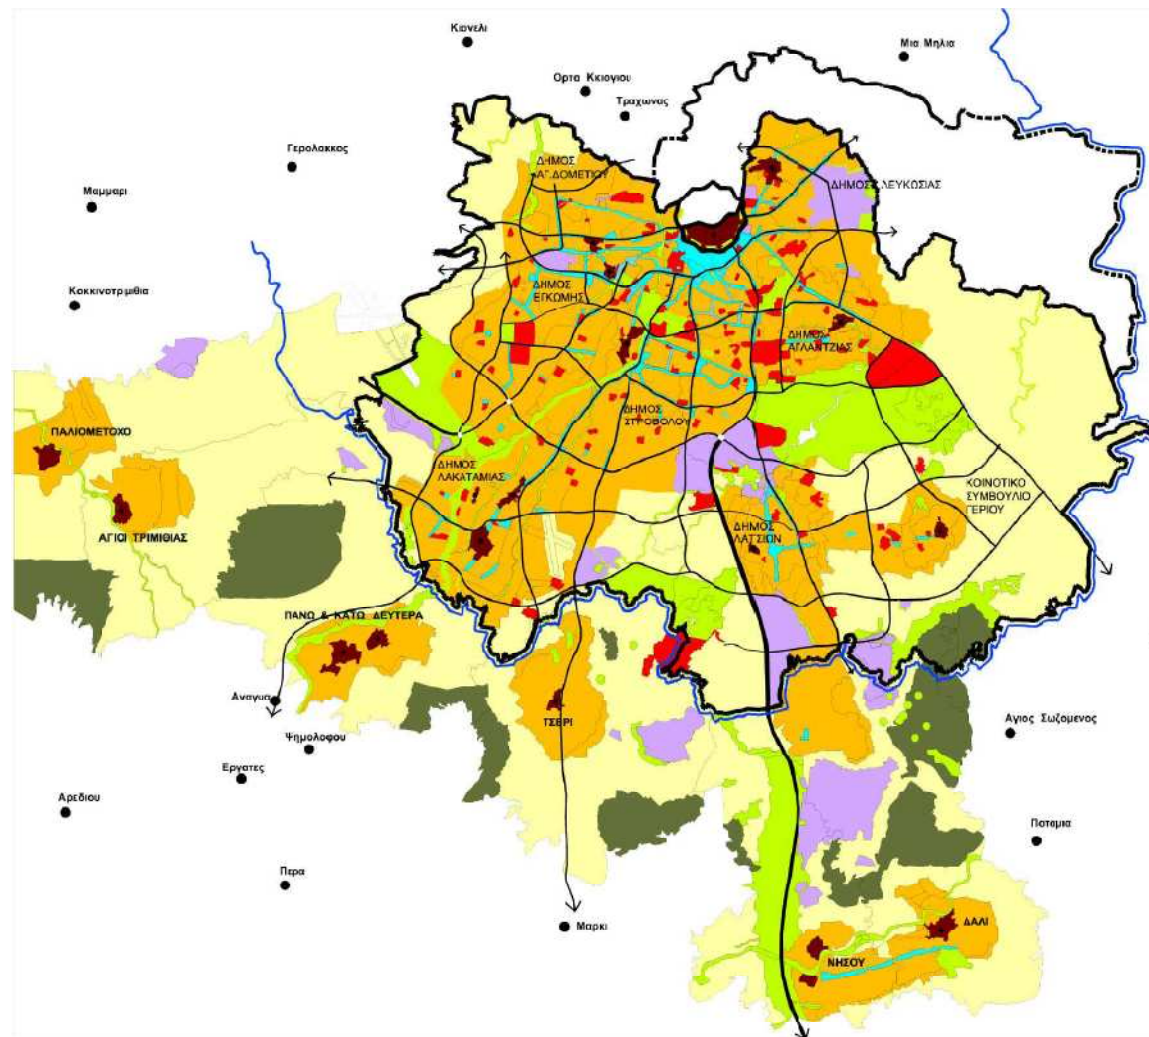 Κιονελι
Μια Μηλια
Ορτα Κκιογιου
Τραχωνας
Γερολακκος
ΔΗΜΟΣ
ΑΓ.ΔΟΜΕΤΙΟΥ
ΔΗΜΟΣ ΛΕΥΚΩΣΙΑΣ
Μαμμαρι
Κοκκινοτριμιθια
ΔΗΜΟΣ
ΕΓΚΩΜΗΣ
ΔΗΜΟΣ
ΑΓΛΑΝΤΖΙΑΣ
ΔΗΜΟΣ
ΣΤΡΟΒΟΛΟΥ
ΠΑΛΙΟΜΕΤΟΧΟ
ΔΗΜΟΣ
ΛΑΚΑΤΑΜΙΑΣ
ΚΟΙΝΟΤΙΚΟ
ΣΥΜΒΟΥΛΙΟ
ΓΕΡΙΟΥ
ΑΓΙΟΙ ΤΡΙΜΙΘΙΑΣ
ΔΗΜΟΣ
ΛΑΤΣΙΩΝ
ΠΑΝΩ & ΚΑΤΩ ΔΕΥΤΕΡΑ
Αναγυια
ΤΣΕΡΙ
Ψημολοφου
Αγιος Σωζομενος
Εργατες
Αρεδιου
Ποταμια
Περα
Μαρκι
ΔΑΛΙ
ΝΗΣΟΥ